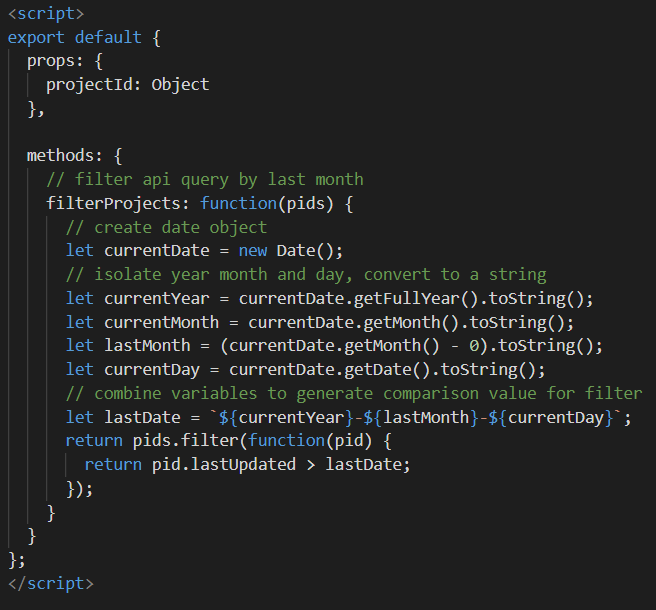 <script>
export default {
  props: {
    projectId: Object
  },

  methods: {
    // filter api query by last month
    filterProjects: function(pids) {
      // create date object
      let currentDate = new Date();
      // isolate year month and day, convert to a string
      let currentYear = currentDate.getFullYear().toString();
      let currentMonth = currentDate.getMonth().toString();
      let lastMonth = (currentDate.getMonth() - 0).toString();
      let currentDay = currentDate.getDate().toString();
      // combine variables to generate comparison value for filter
      let lastDate = `${currentYear}-${lastMonth}-${currentDay}`;
      return pids.filter(function(pid) {
        return pid.lastUpdated > lastDate;
      });
    }
  }
};
</script>